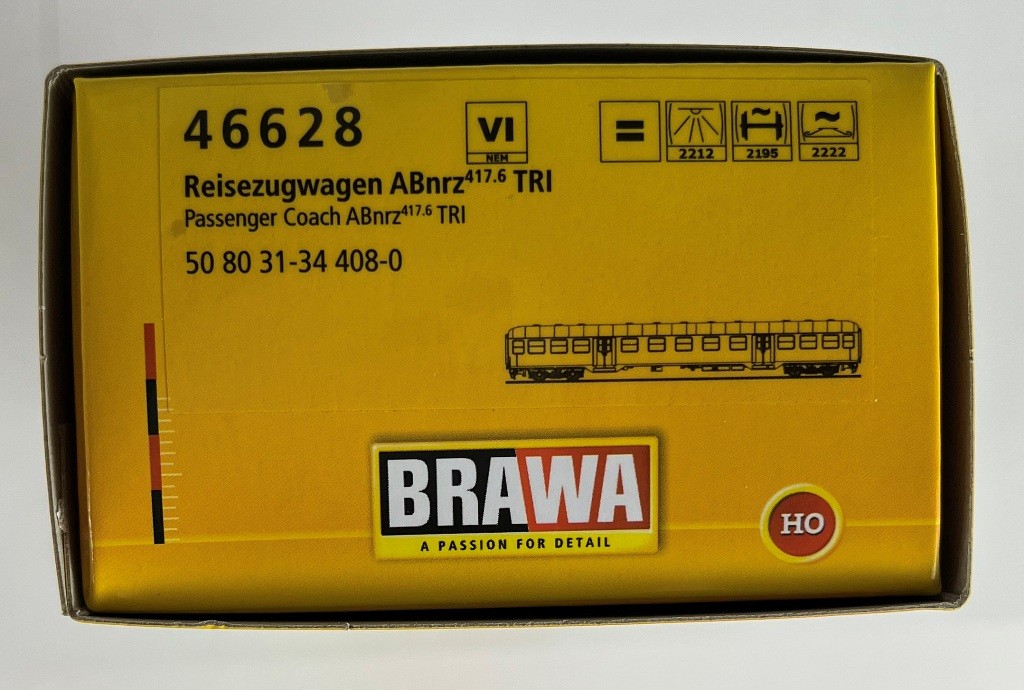 46628
VI
NEM
=
2212
~
2195
~
2222
Reisezugwagen ABnrz417.6 TRI
Passenger Coach ABnrz417.6 TRI
50 80 31-34 408-0
BRAWA
A PASSION FOR DETAIL
HO